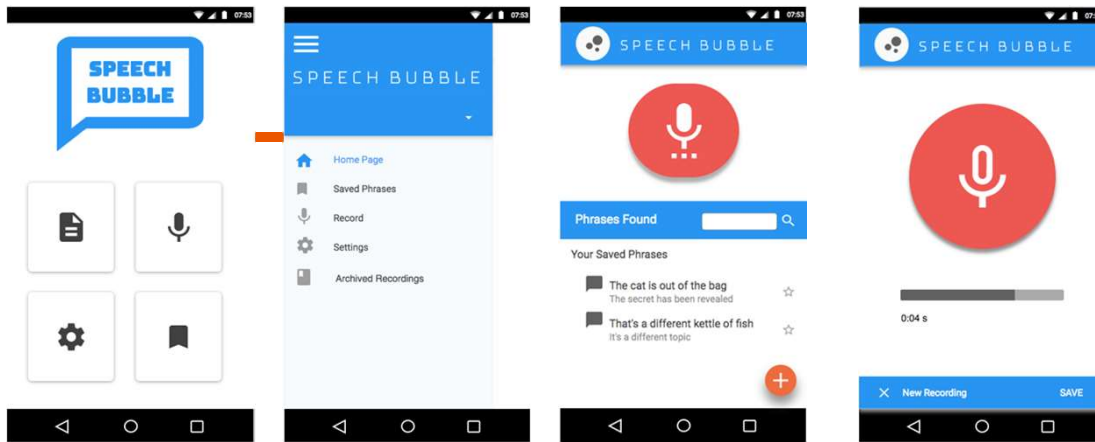 07:53
SPEECH
BUBBLE
07:53
SPEECH BUBBLE
Home Page
Saved Phrases
Record
Settings
Archived Recordings
07:53
SPEECH BUBBLE
Phrases Found
Your Saved Phrases
The cat is out of the bag
The secret has been revealed
That's a different kettle of fish
It's a different topic
07:
SPEECH BUBBLE
0:04 s
New Recording SAVE